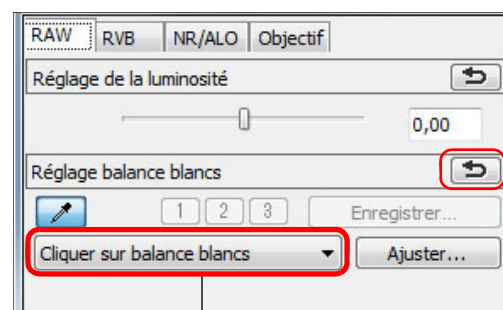 RAW RVB NR/ALO Objectif
Réglage de la luminosité
0,00
Réglage balance blancs
1 2 3 Enregistrer...
Cliquer sur balance blancs Ajuster...